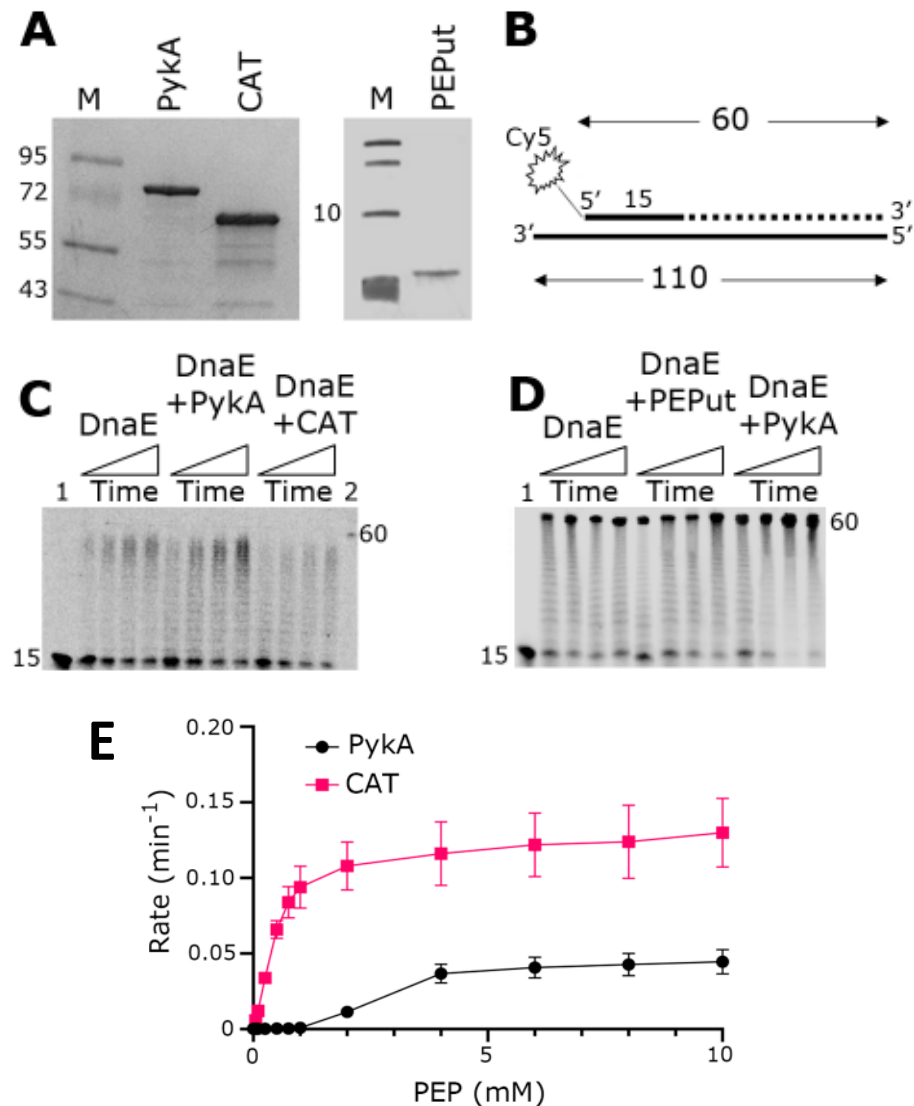 A
M
PykA
CAT
95
72
55
43
M
PEPut
10
B
60
Cy5
5’
15
3’
3’
5’
110
C
DnaE
DnaE
+PykA
DnaE
+CAT
1
Time
Time
Time
2
15
60
D
DnaE
DnaE
+PEPut
DnaE
+PykA
1
Time
Time
Time
15
60
E
PykA
CAT
Rate (min-1)
0.20
0.15
0.10
0.05
0
0
5
10
PEP (mM)